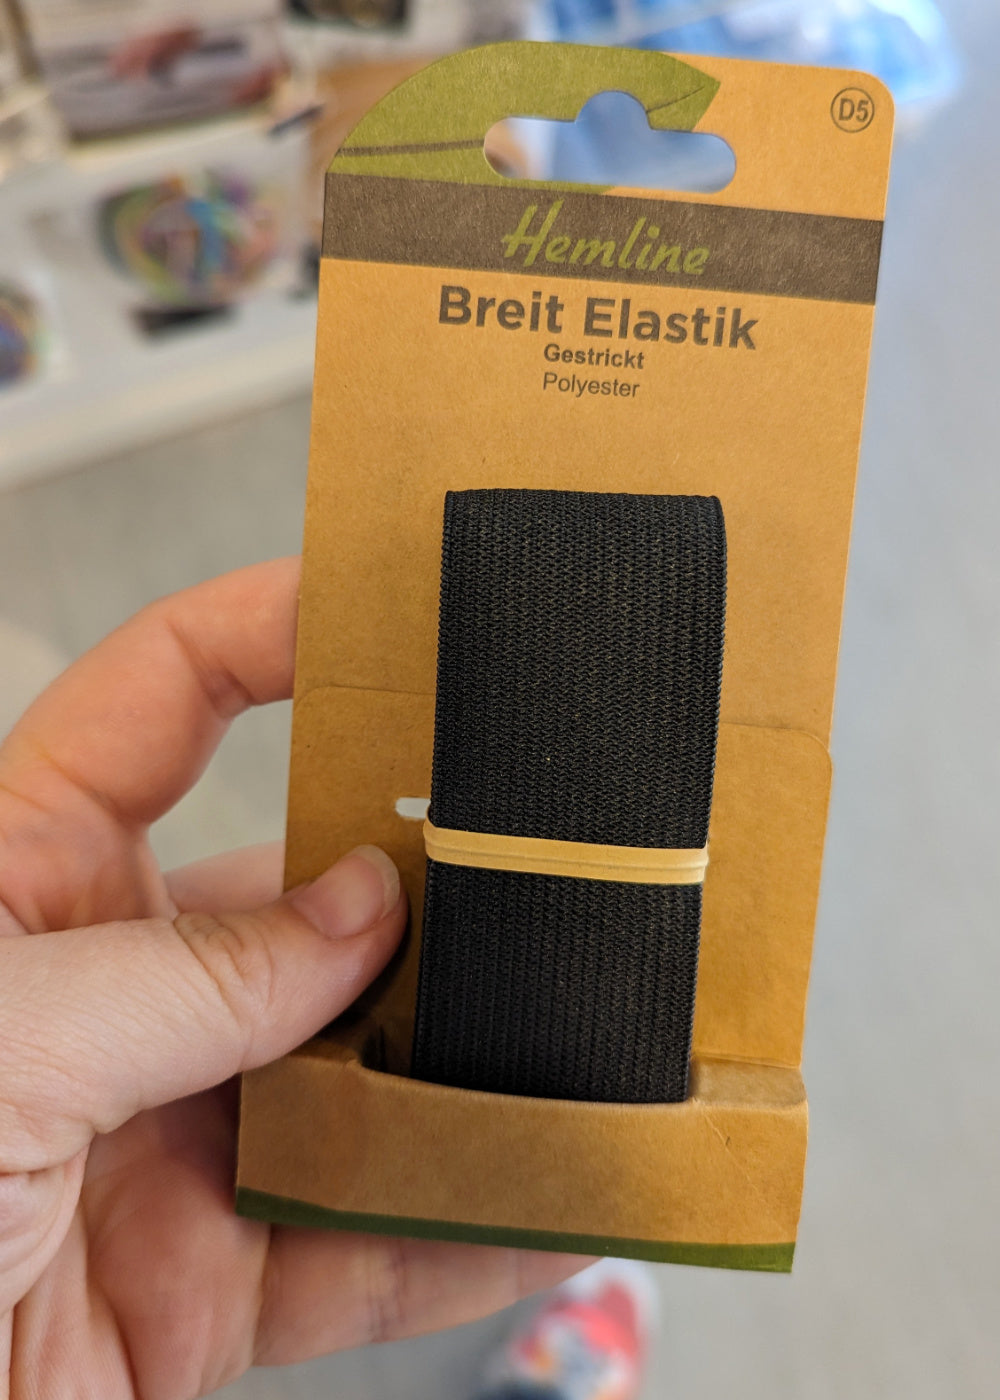 D5
Hemline
Breit Elastik
Gestrickt
Polyester